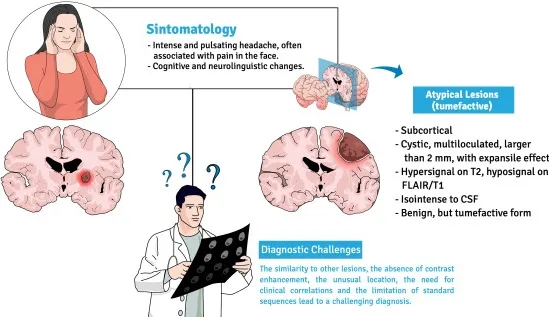 Sintomatology
- Intense and pulsating headache, often
associated with pain in the face.
- Cognitive and neurolinguistic changes.
Atypical Lesions
(tumefactive)
- Subcortical
- Cystic, multiloculated, larger
than 2 mm, with expansile effect
- Hypersignal on T2, hyposignal on
FLAIR/T1
- Isointense to CSF
- Benign, but tumefactive form
? ? ?
Diagnostic Challenges
The similarity to other lesions, the absence of contrast
enhancement, the unusual location, the need for
clinical correlations and the limitation of standard
sequences lead to a challenging diagnosis.